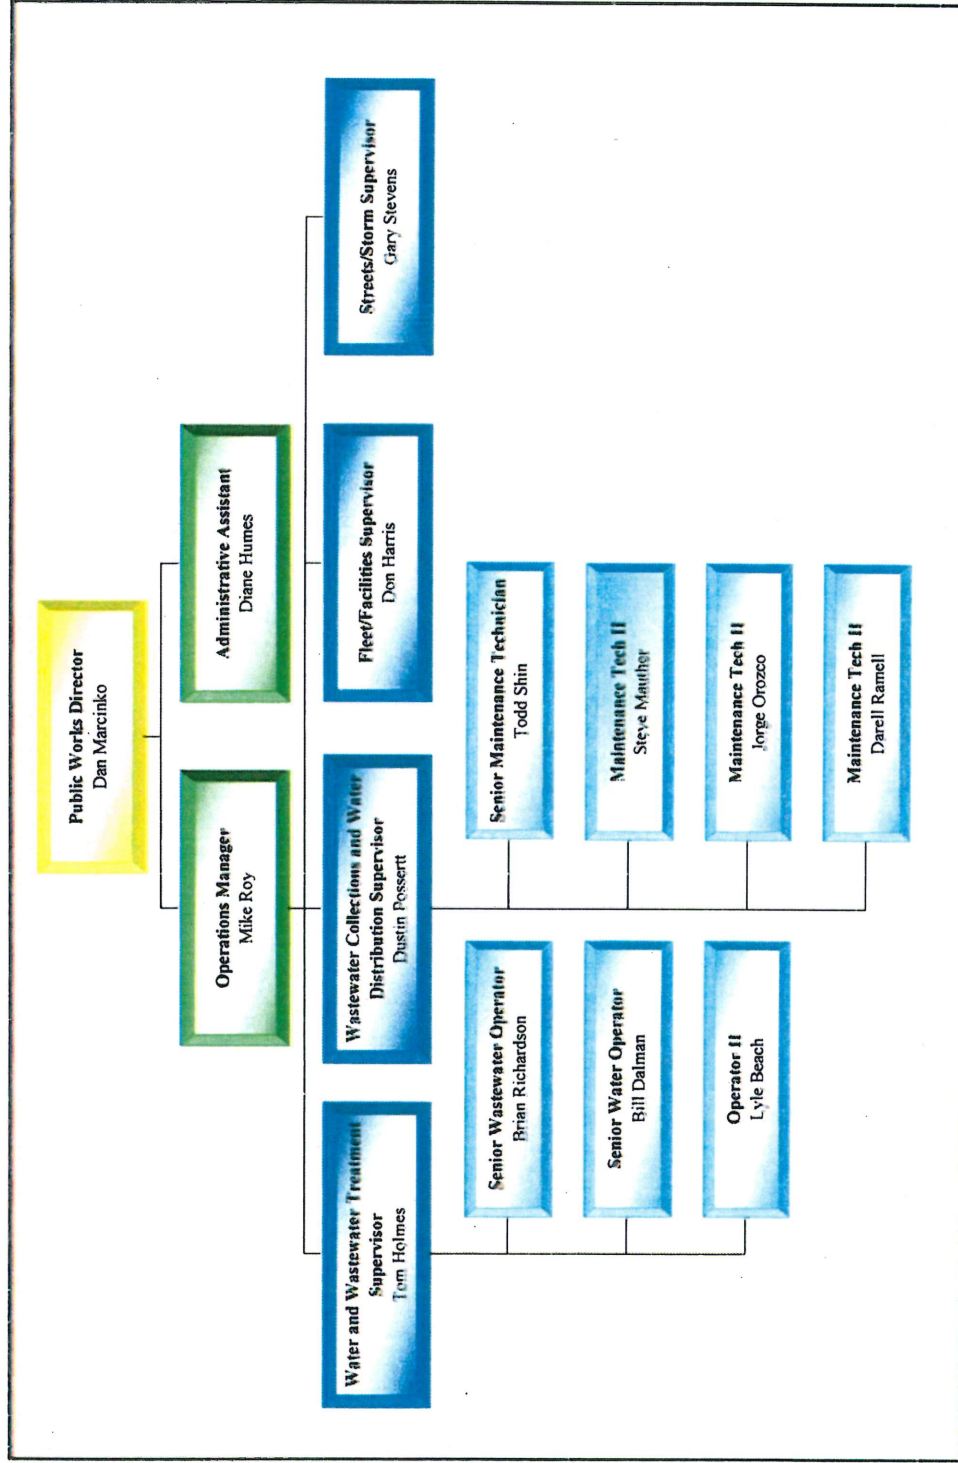 Public Works Director
Dan Marcinko
Operations Manager
Mike Roy
Administrative Assistant
Diane Humes
Water and Wastewater Treatment
Supervisor
Tom Holmes
Wastewater Collections and Water
Distribution Supervisor
Dustin Possertt
Fleet/Facilities Supervisor
Don Harris
Streets/Storm Supervisor
Gary Stevens
Senior Wastewater Operator
Brian Richardson
Senior Water Operator
Bill Dalman
Operator II
Lyle Beach
Senior Maintenance Technician
Todd Shin
Maintenance Tech II
Steve Mauther
Maintenance Tech II
Jorge Orozco
Maintenance Tech II
Darell Ramell